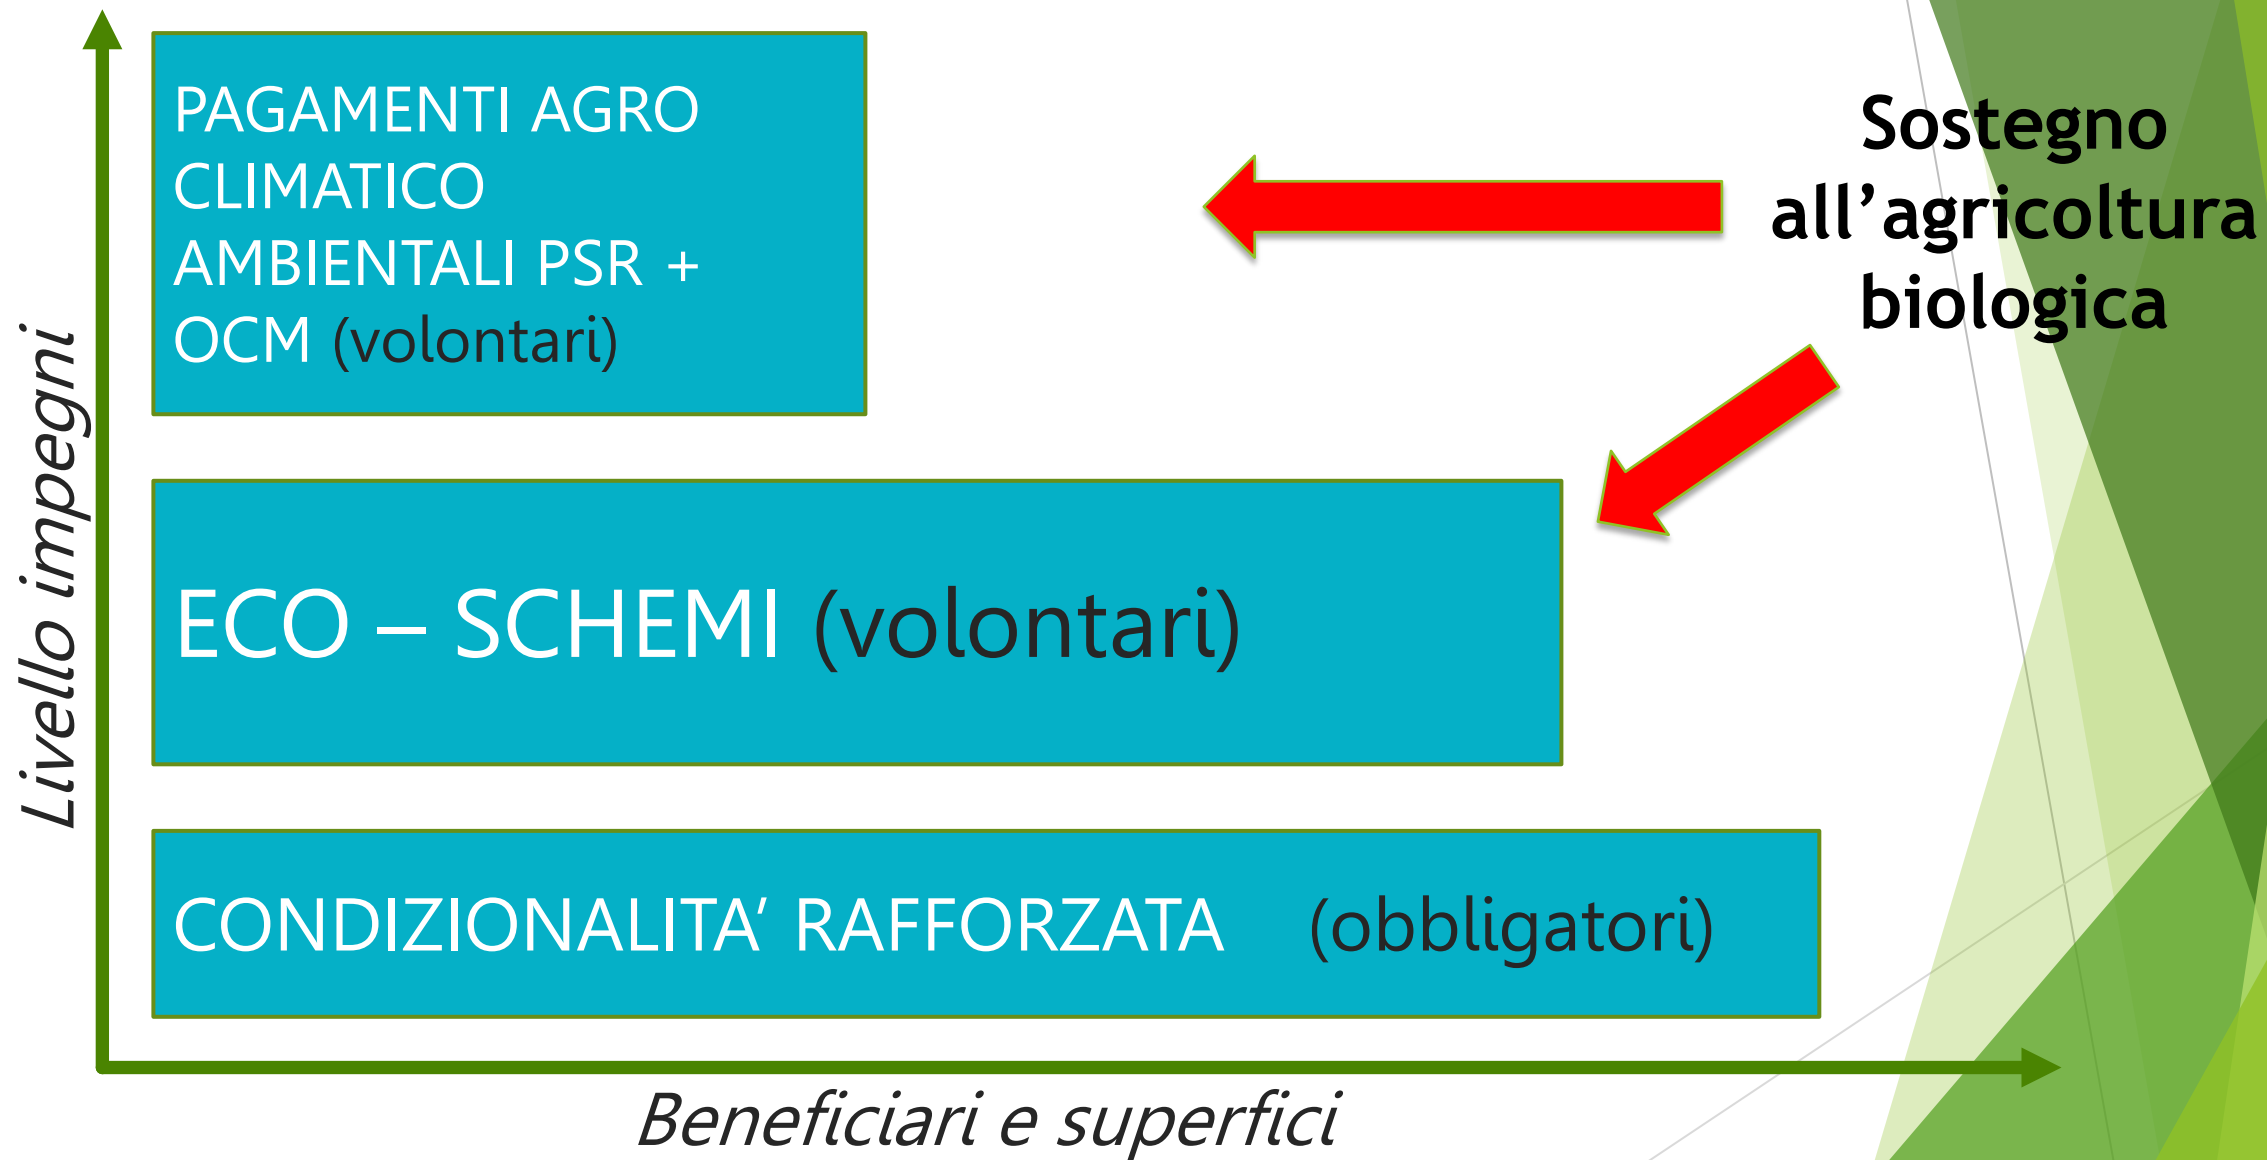 PAGAMENTI AGRO
CLIMATICO
AMBIENTALI PSR +
OCM (volontari)
Sostegno
all’agricoltura
biologica
Livello impegni
ECO – SCHEMI (volontari)
CONDIZIONALITA’ RAFFORZATA (obbligatori)
Beneficiari e superfici